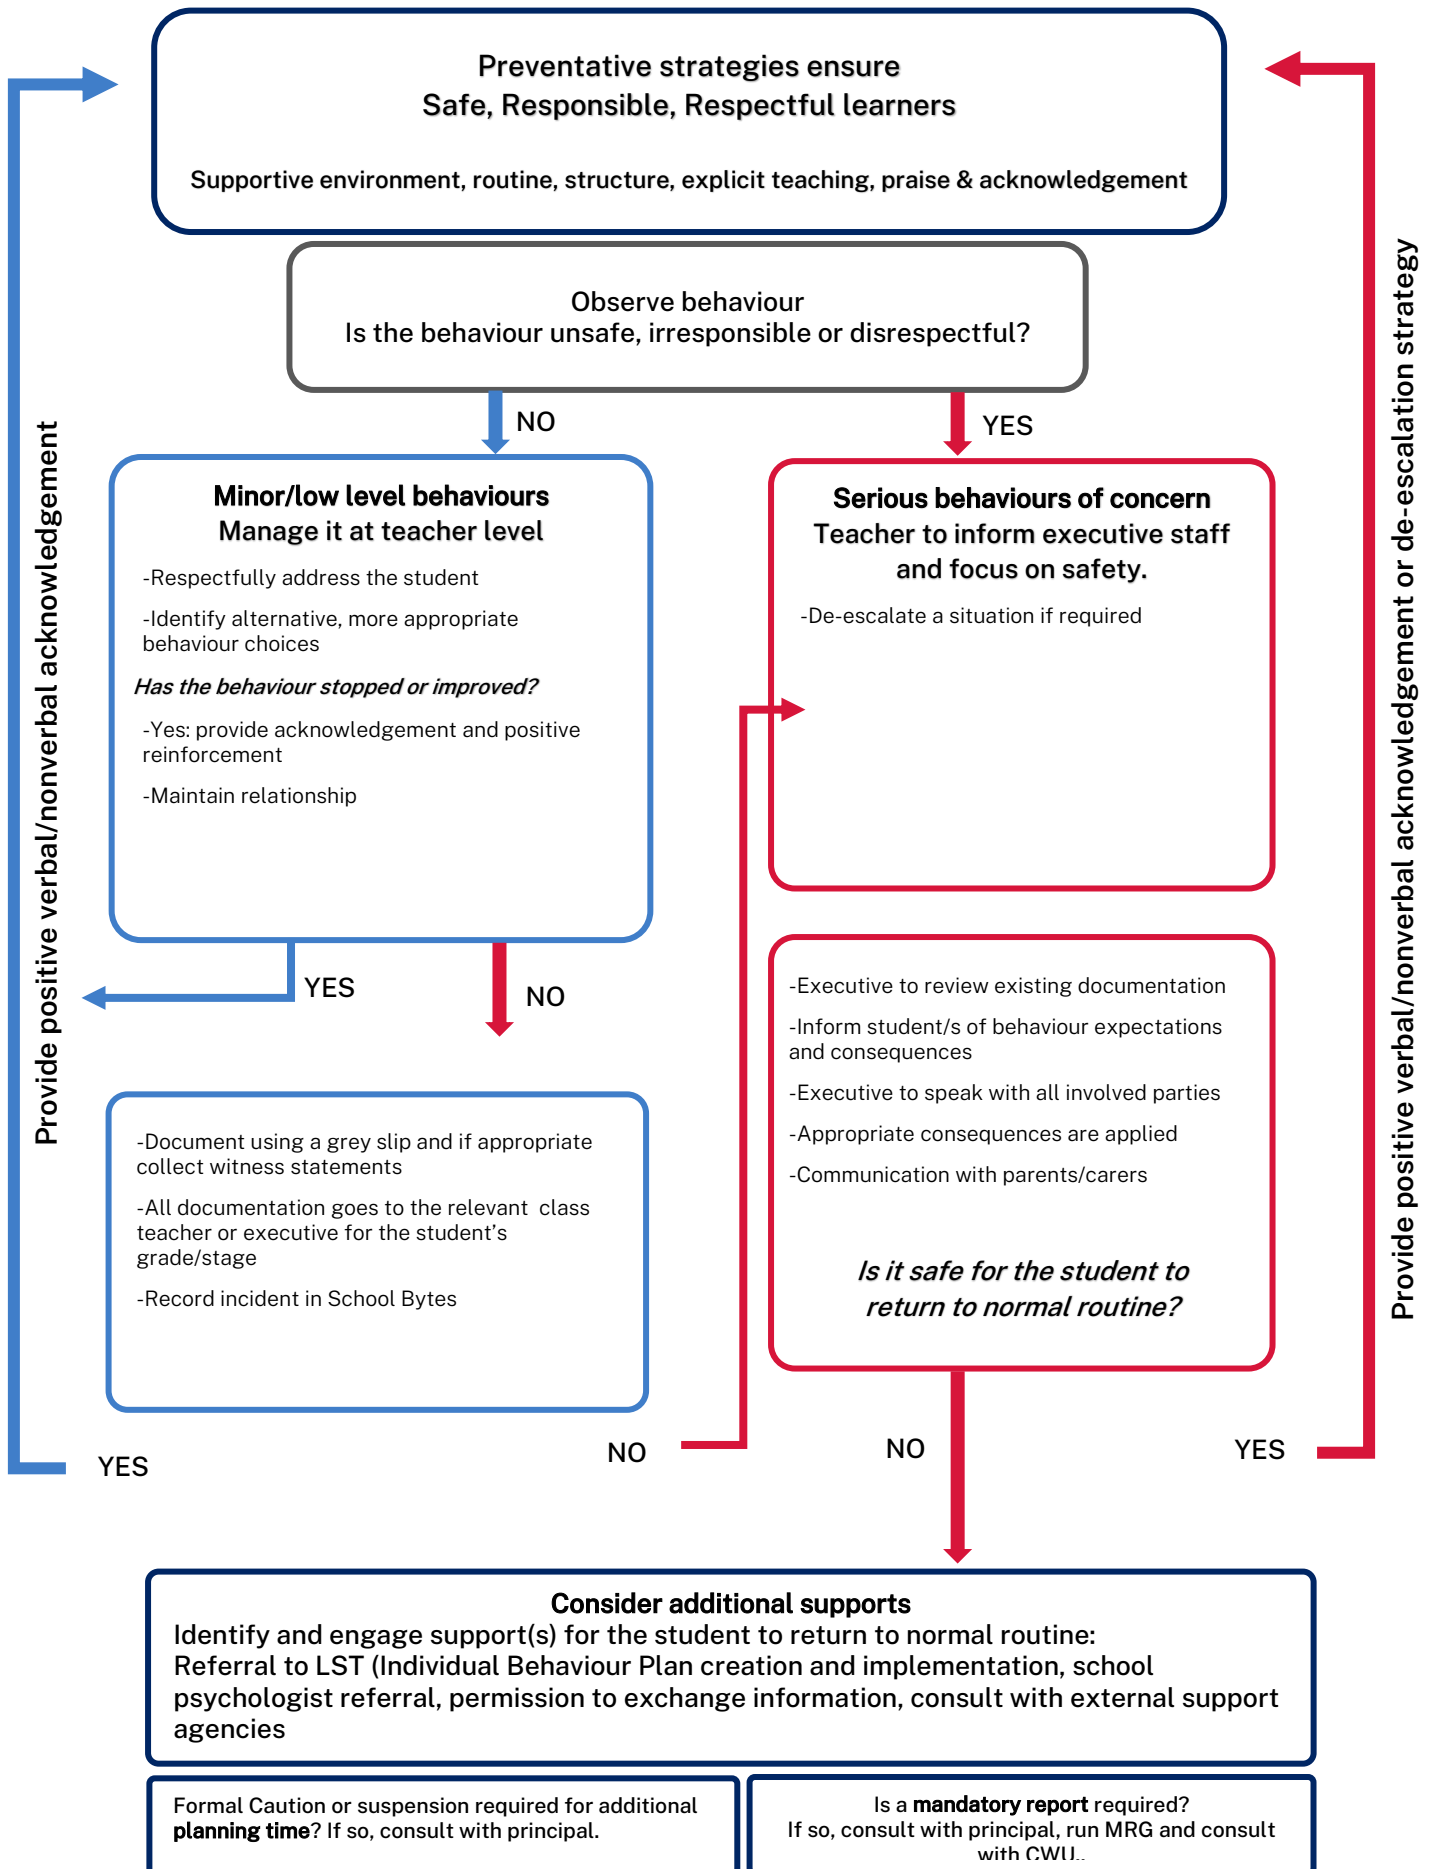 Preventative strategies ensure
Safe, Responsible, Respectful learners
Supportive environment, routine, structure, explicit teaching, praise & acknowledgement
Observe behaviour
Is the behaviour unsafe, irresponsible or disrespectful?
NO
YES
Provide positive verbal/nonverbal acknowledgement
Minor/low level behaviours
Manage it at teacher level
-Respectfully address the student
-Identify alternative, more appropriate
behaviour choices
Has the behaviour stopped or improved?
-Yes: provide acknowledgement and positive
reinforcement
-Maintain relationship
Serious behaviours of concern
Teacher to inform executive staff
and focus on safety.
-De-escalate a situation if required
Provide positive verbal/nonverbal acknowledgement or de-escalation strategy
YES
NO
-Document using a grey slip and if appropriate
collect witness statements
-All documentation goes to the relevant  class
teacher or executive for the student’s
grade/stage
-Record incident in School Bytes
-Executive to review existing documentation
-Inform student/s of behaviour expectations
and consequences
-Executive to speak with all involved parties
-Appropriate consequences are applied
-Communication with parents/carers
Is it safe for the student to
return to normal routine?
YES
NO
NO
YES
Consider additional supports
Identify and engage support(s) for the student to return to normal routine:
Referral to LST (Individual Behaviour Plan creation and implementation, school
psychologist referral, permission to exchange information, consult with external support
agencies
Formal Caution or suspension required for additional
planning time? If so, consult with principal.
Is a mandatory report required?
If so, consult with principal, run MRG and consult
with CWU..